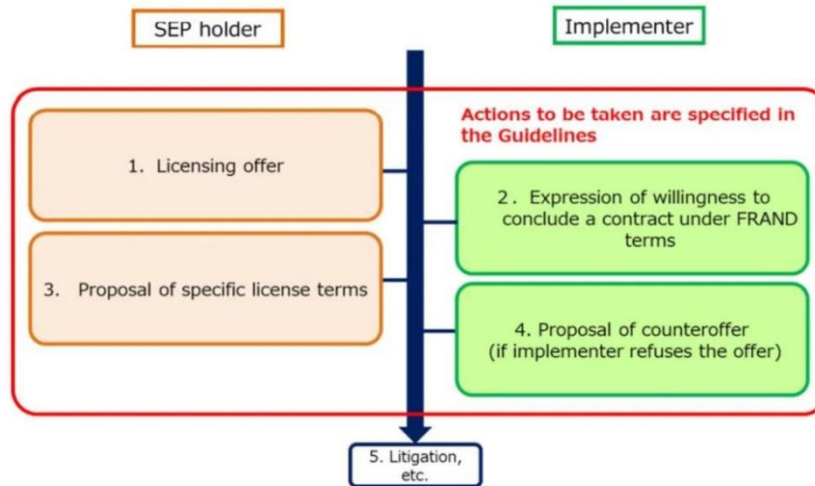 SEP holder
Implementer
Actions to be taken are specified in
the Guidelines
1. Licensing offer
2. Expression of willingness to
conclude a contract under FRAND
terms
3. Proposal of specific license terms
4. Proposal of counteroffer
(if implementer refuses the offer)
5. Litigation,
etc.